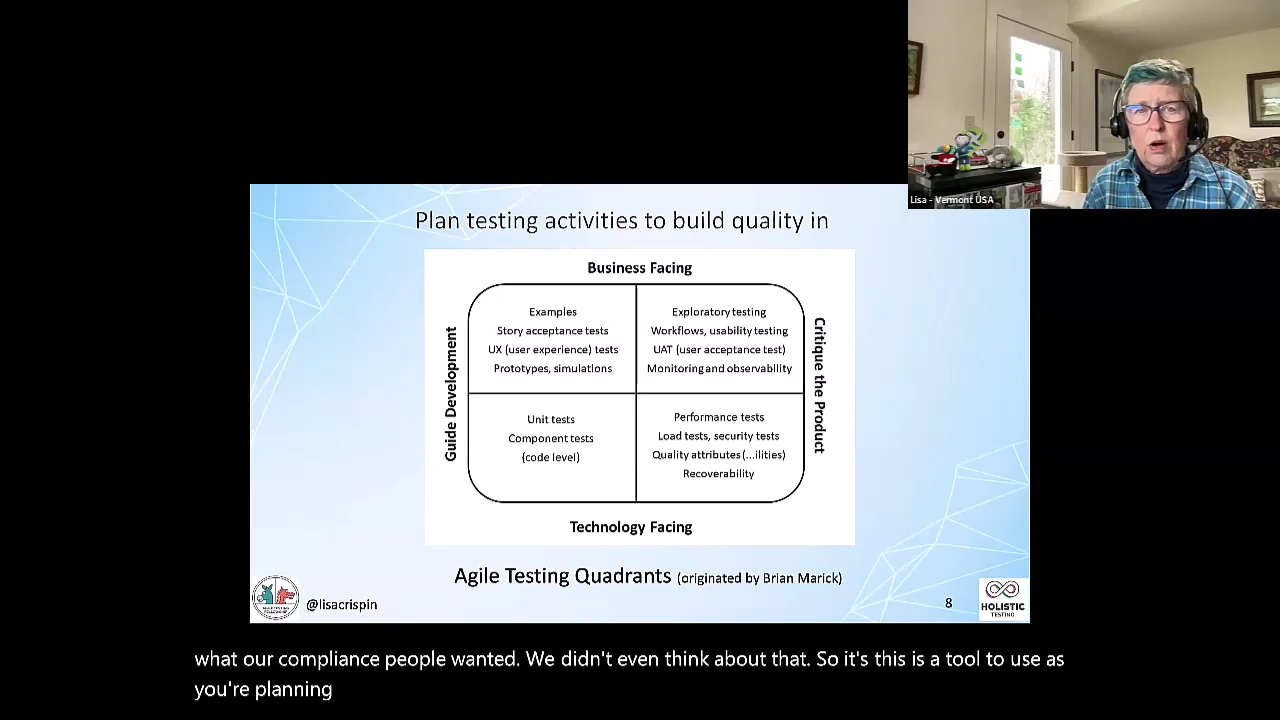 Lisa - Vermont USA
Plan testing activities to build quality in
Business Facing
Guide Development
Examples
Story acceptance tests
UX (user experience) tests
Prototypes, simulations
Exploratory testing
Workflows, usability testing
UAT (user acceptance test)
Monitoring and observability
Critique the Product
Unit tests
Component tests
(code level)
Performance tests
Load tests, security tests
Quality attributes (...ilities)
Recoverability
Technology Facing
Agile Testing Quadrants (originated by Brian Marick)
@lisacrispin
8
HOLISTIC
TESTING
what our compliance people wanted. We didn't even think about that. So it's this is a tool to use as
you're planning